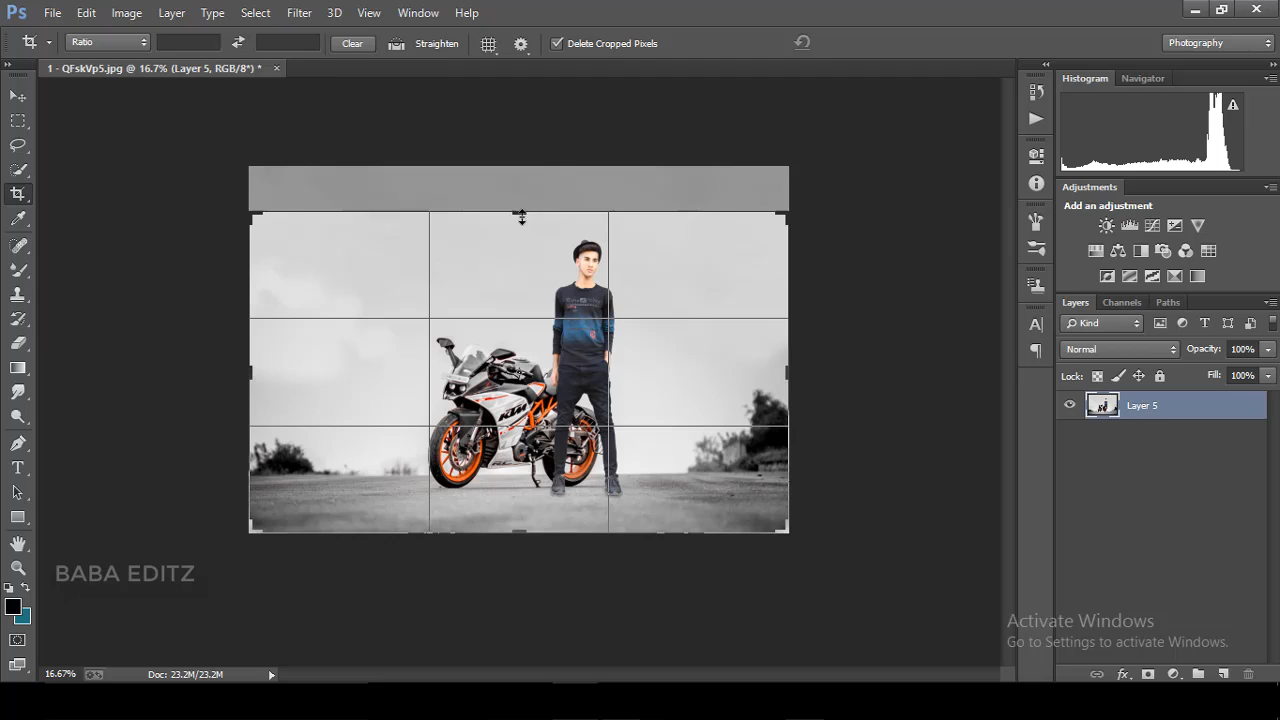 Ps File Edit Image Layer Type Select Filter 3D View Window Help
Ratio Clear Straighten Delete Cropped Pixels Photography
1 - QFskVp5.jpg @ 16.7% (Layer 5, RGB/8*) * ×
Histogram Navigator
Adjustments
Add an adjustment
Layers Channels Paths
Kind
Normal Opacity: 100%
Lock: Fill: 100%
Layer 5
KTM
BABA EDITZ
Activate Windows
Go to Settings to activate Windows.
16.67% Doc: 23.2M/23.2M